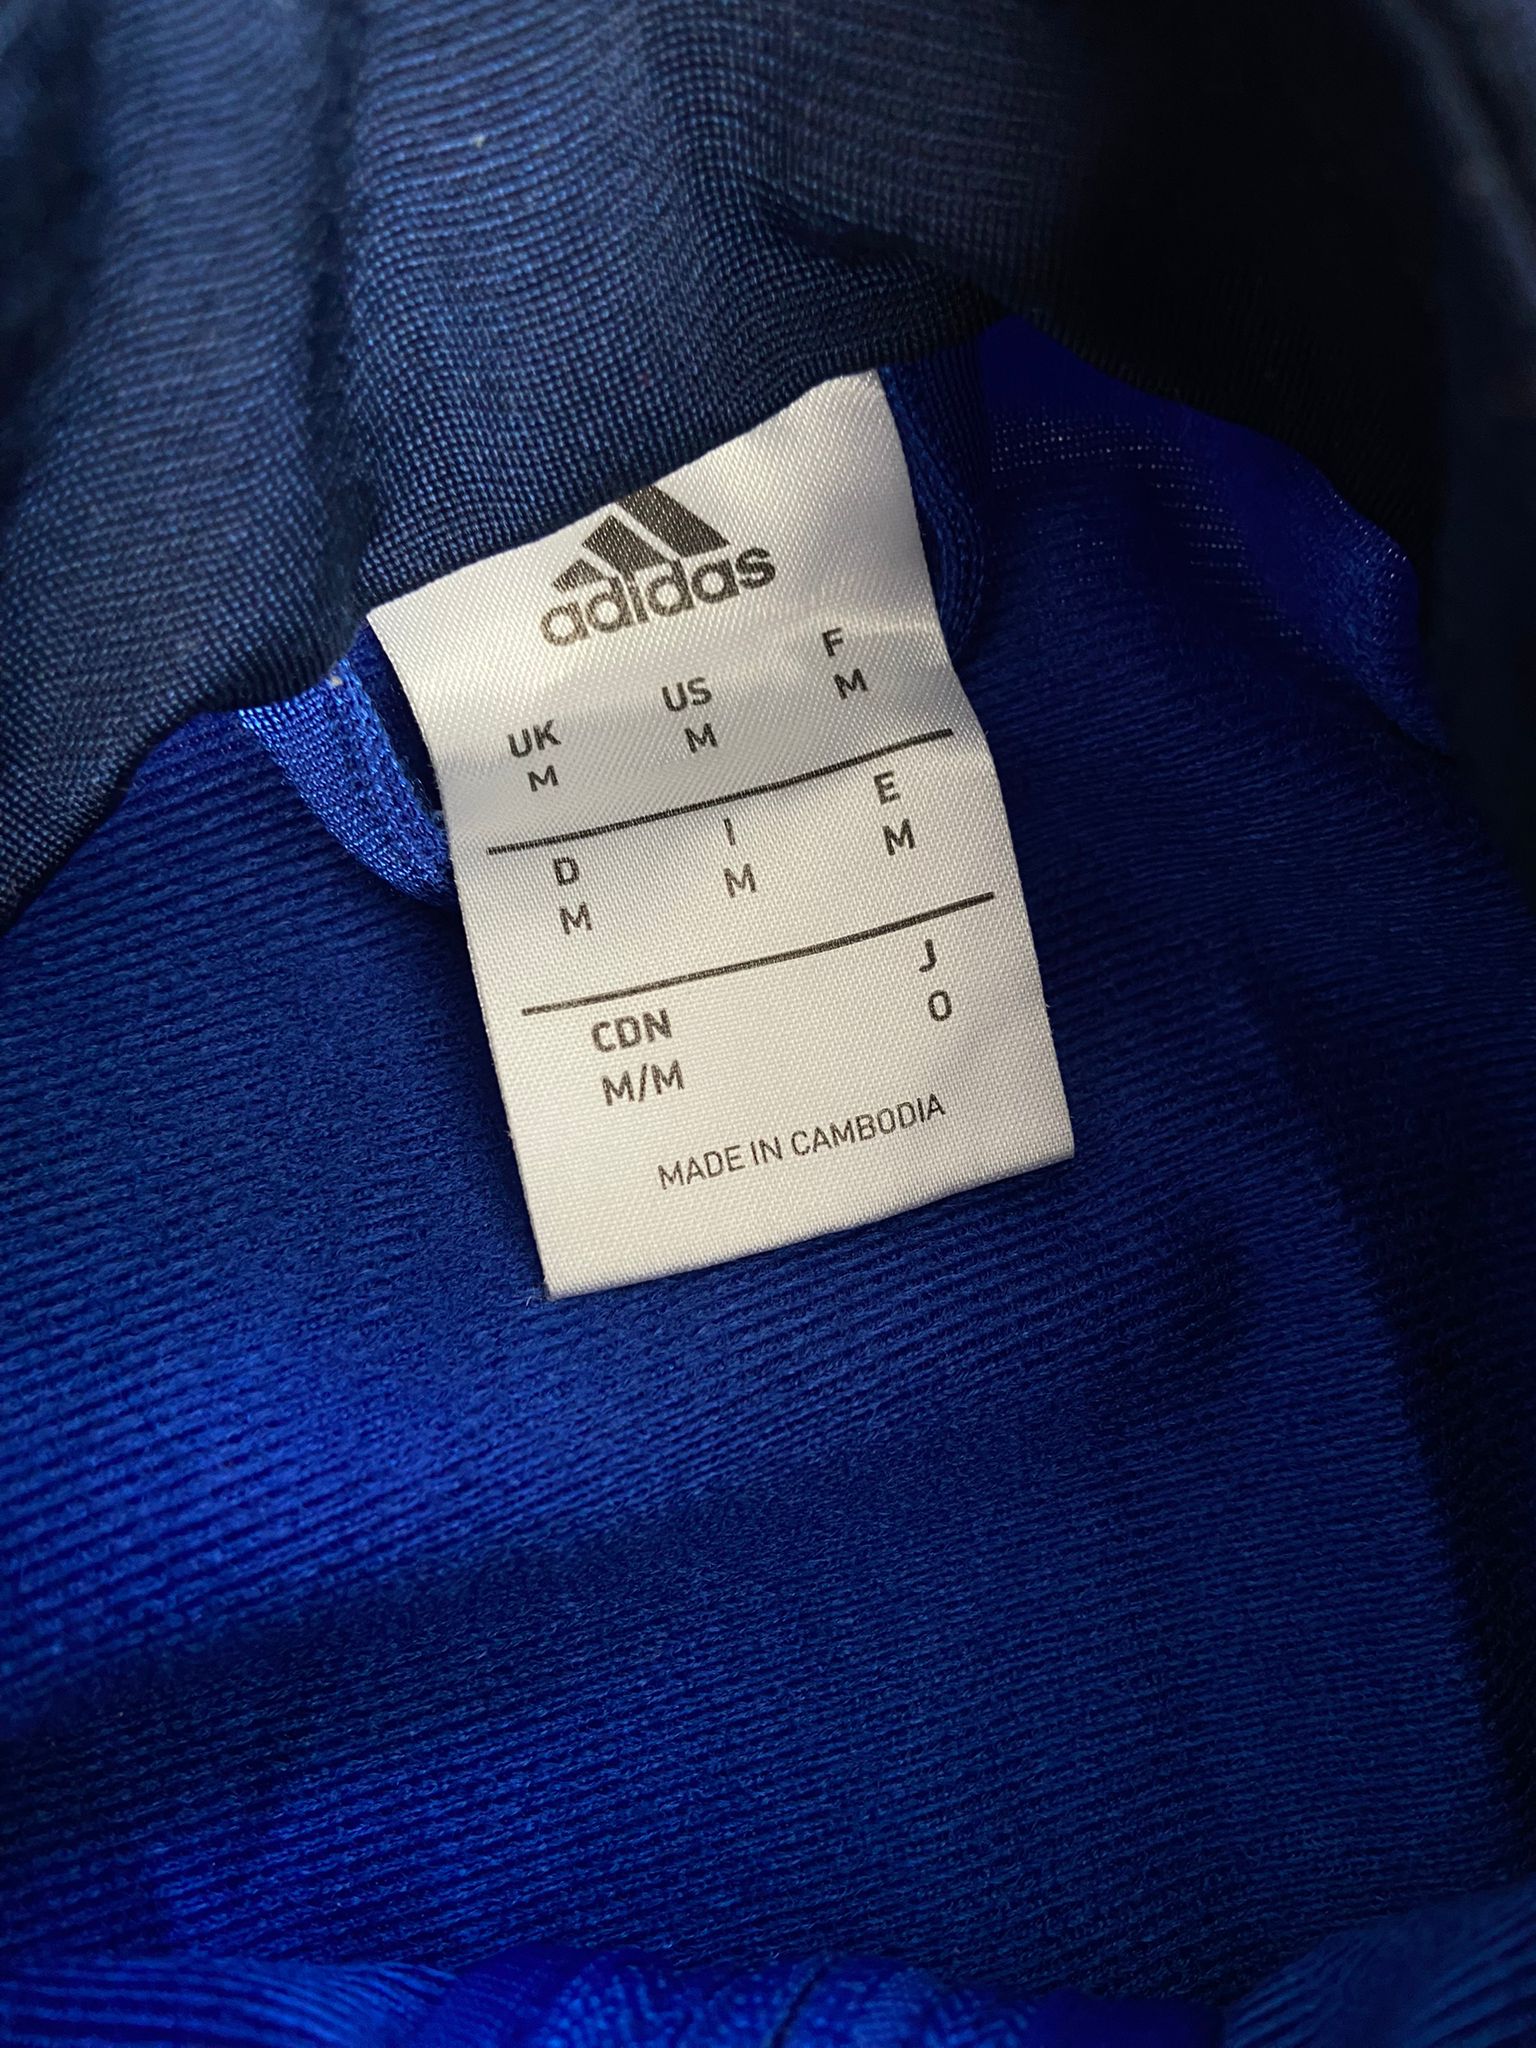 adidas
UK US F
M M M
D I E
M M M
CDN J
M/M O
MADE IN CAMBODIA